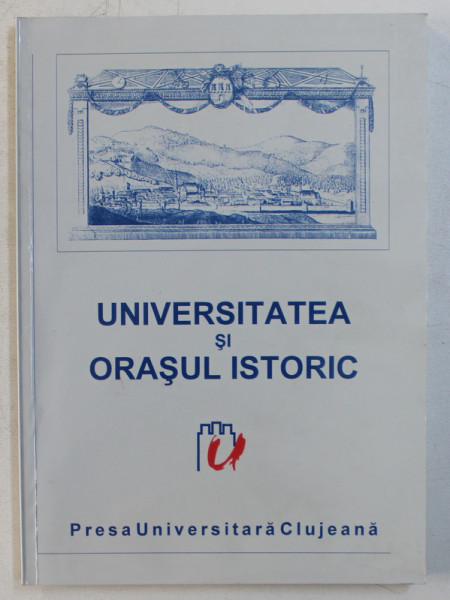 UNIVERSITATEA
ŞI
ORAŞUL ISTORIC
U
Presa Universitară Clujeană